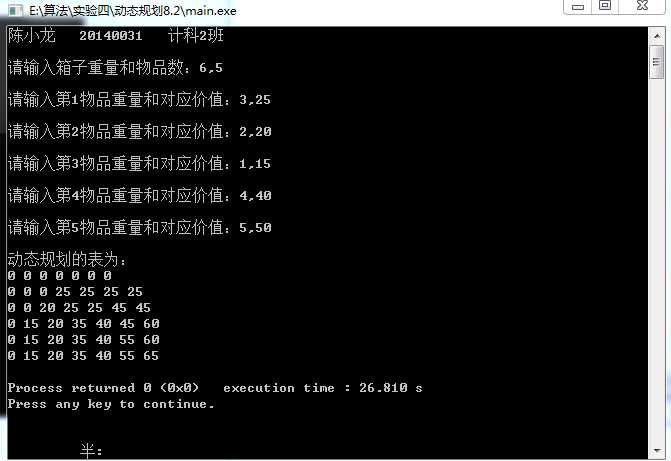 E:\算法\实验四\动态规划8.2\main.exe
陈小龙   20140031   计科2班
请输入箱子重量和物品数：6,5
请输入第1物品重量和对应价值：3,25
请输入第2物品重量和对应价值：2,20
请输入第3物品重量和对应价值：1,15
请输入第4物品重量和对应价值：4,40
请输入第5物品重量和对应价值：5,50
动态规划的表为：
0 0 0 0 0 0 0
0 0 0 25 25 25 25
0 0 20 25 25 45 45
0 15 20 35 40 45 60
0 15 20 35 40 55 60
0 15 20 35 40 55 65
Process returned 0 (0x0)   execution time : 26.810 s
Press any key to continue.
半：